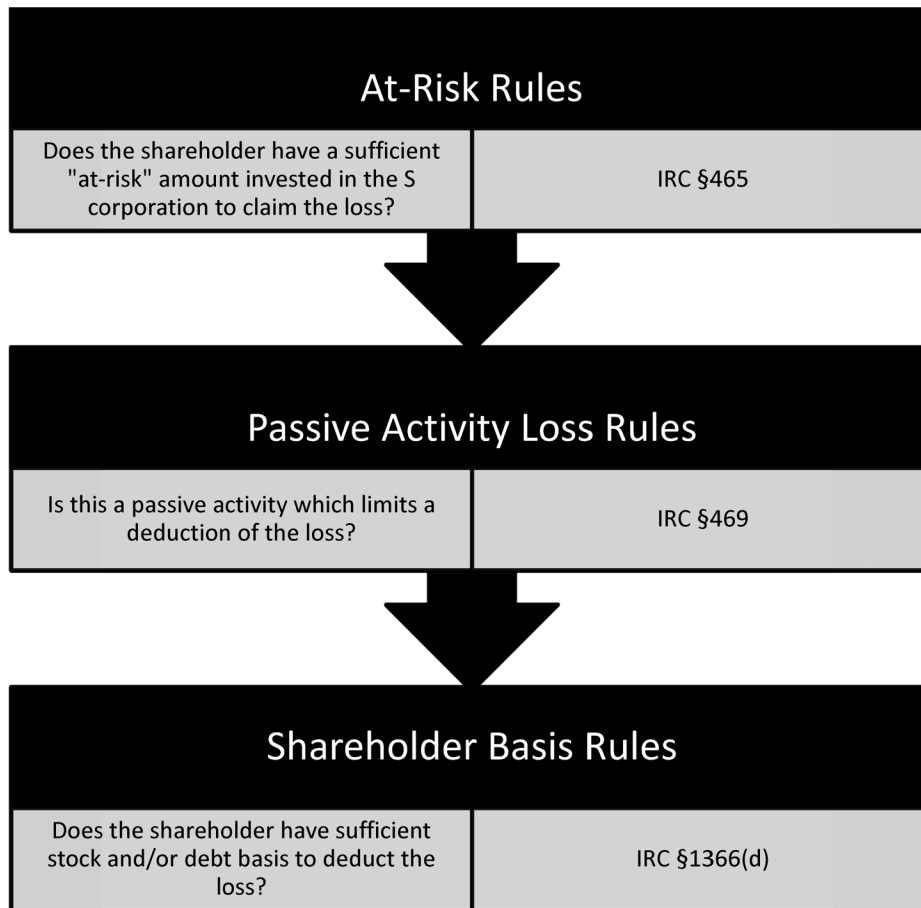 At-Risk Rules
Does the shareholder have a sufficient
"at-risk" amount invested in the S
corporation to claim the loss?
IRC §465
Passive Activity Loss Rules
Is this a passive activity which limits a
deduction of the loss?
IRC §469
Shareholder Basis Rules
Does the shareholder have sufficient
stock and/or debt basis to deduct the
loss?
IRC §1366(d)